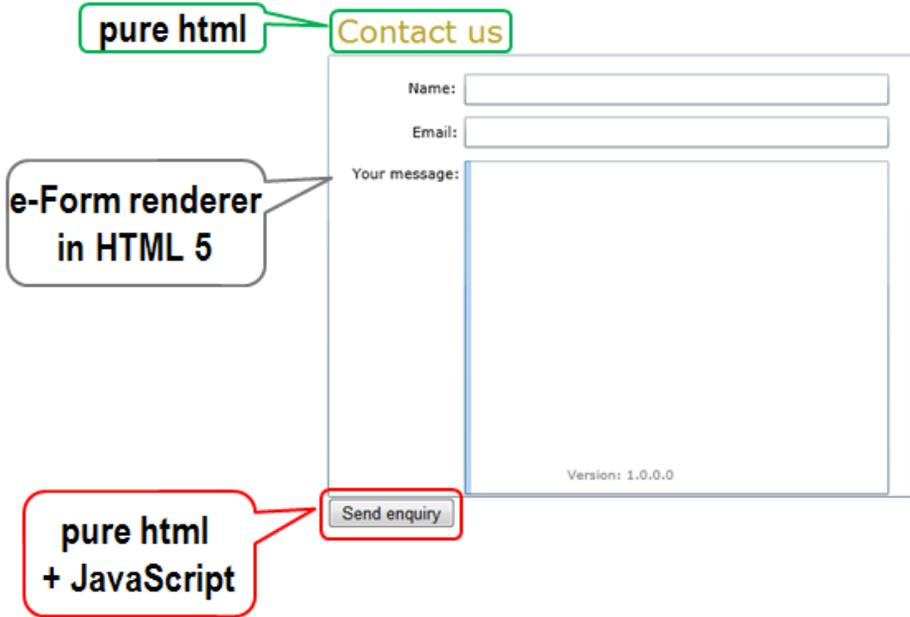 pure html
Contact us
Name:
Email:
Your message:
e-Form renderer
in HTML 5
Version: 1.0.0.0
Send enquiry
pure html
+ JavaScript